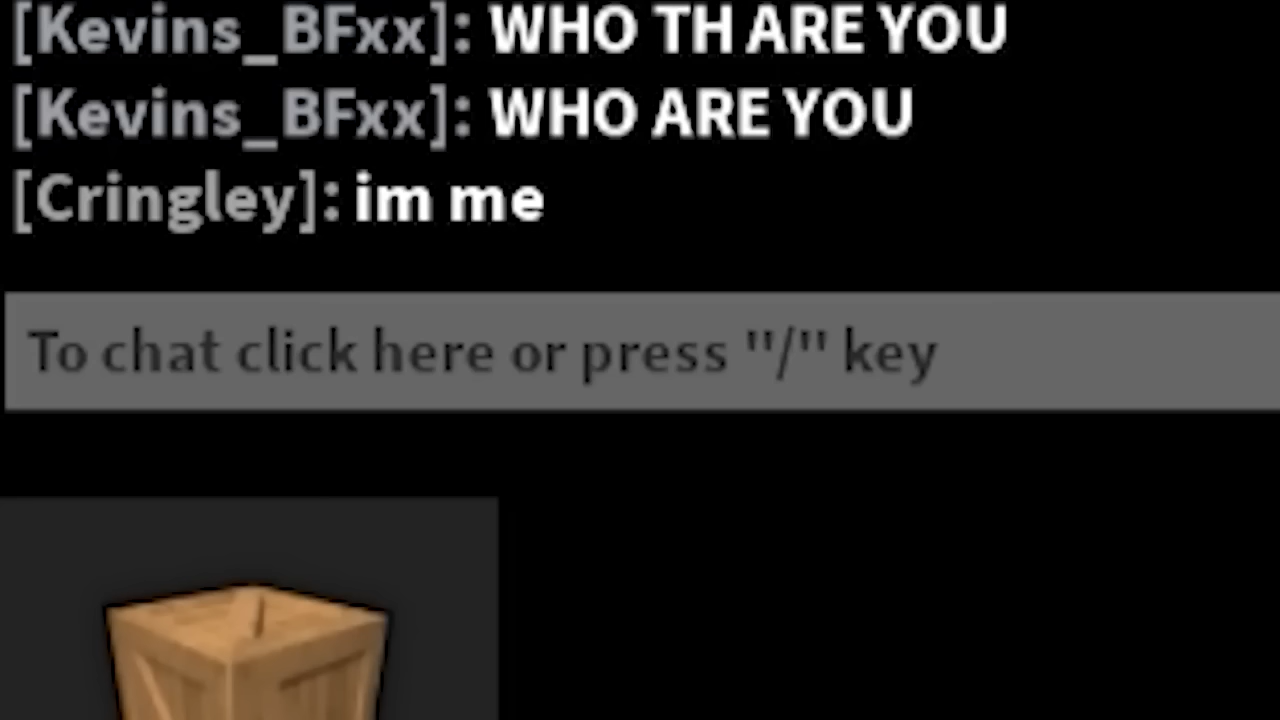 [Kevins_BFxx]: WHO TH ARE YOU
[Kevins_BFxx]: WHO ARE YOU
[Cringley]: im me
To chat click here or press "/" key